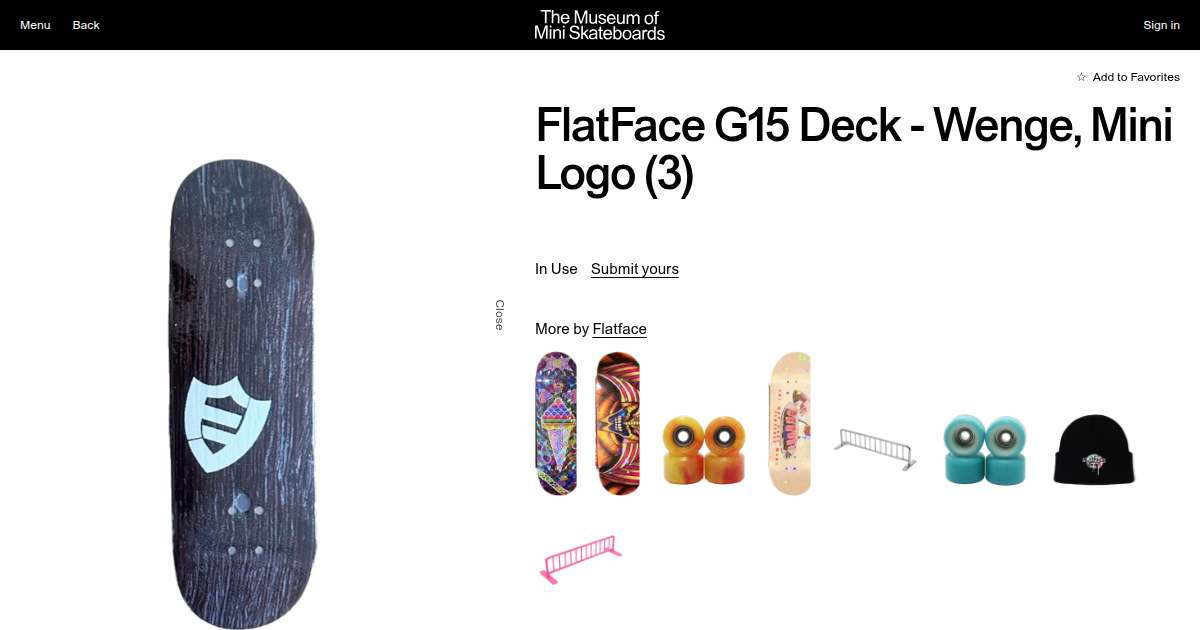 Menu
Back
The Museum of
Mini Skateboards
Sign in
☆ Add to Favorites
FlatFace G15 Deck - Wenge, Mini
Logo (3)
In Use
Submit yours
Close
More by Flatface